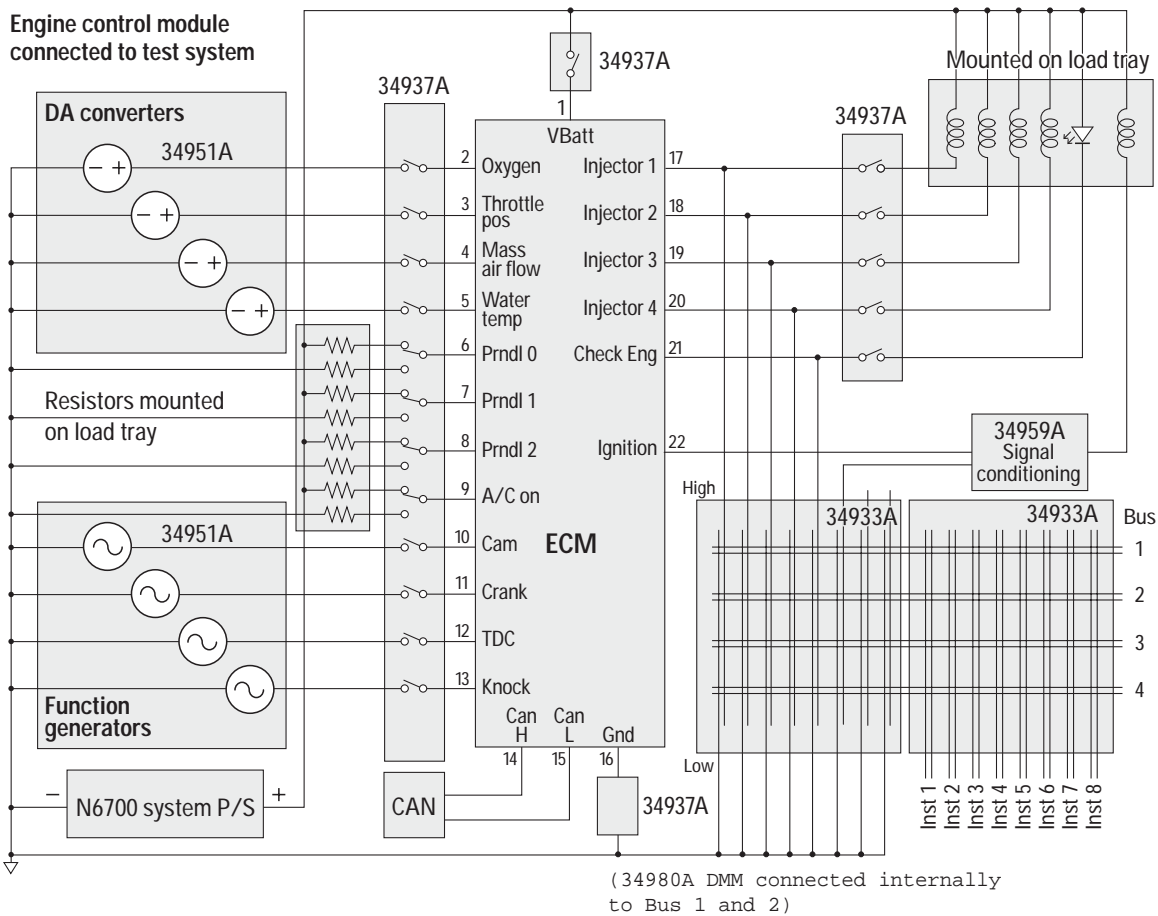 Engine control module
connected to test system
34937A
Mounted on load tray
34937A
34937A
DA converters
34951A
1
VBatt
2 Oxygen
3 Throttle
pos
4 Mass
air flow
5 Water
temp
6 Prndl 0
7 Prndl 1
8 Prndl 2
9 A/C on
10 Cam
11 Crank
12 TDC
13 Knock
ECM
Injector 1 17
Injector 2 18
Injector 3 19
Injector 4 20
Check Eng 21
Ignition 22
Can
H
14
Can
L
15
Gnd
16
Resistors mounted
on load tray
34951A
Function
generators
− N6700 system P/S +
CAN
34937A
34959A
Signal
conditioning
High
Low
34933A
34933A
Bus
1
2
3
4
Inst 1
Inst 2
Inst 3
Inst 4
Inst 5
Inst 6
Inst 7
Inst 8
(34980A DMM connected internally
to Bus 1 and 2)